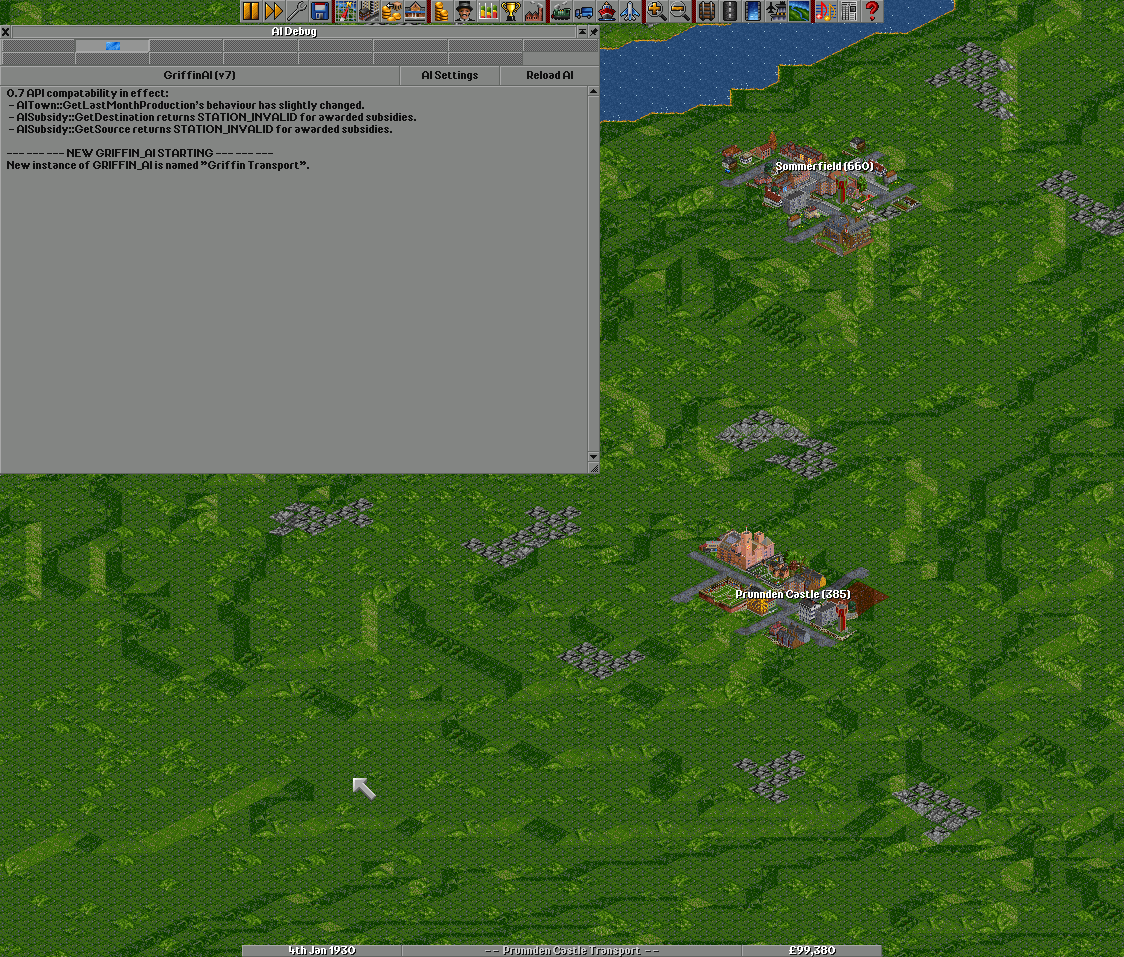 AI Debug
GriffinAI (v7)
AI Settings
Reload AI
0.7 API compatability in effect:
- AITown::GetLastMonthProduction's behaviour has slightly changed.
- AISubsidy::GetDestination returns STATION_INVALID for awarded subsidies.
- AISubsidy::GetSource returns STATION_INVALID for awarded subsidies.
--- --- --- NEW GRIFFIN_AI STARTING --- --- ---
New instance of GRIFFIN_AI is named "Griffin Transport".
Sommerfield (660)
Prunnden Castle (385)
4th Jan 1930
-- Prunnden Castle Transport --
£99,380